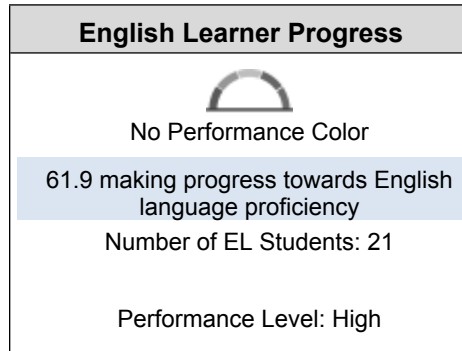 English Learner Progress
No Performance Color
61.9 making progress towards English
language proficiency
Number of EL Students: 21
Performance Level: High